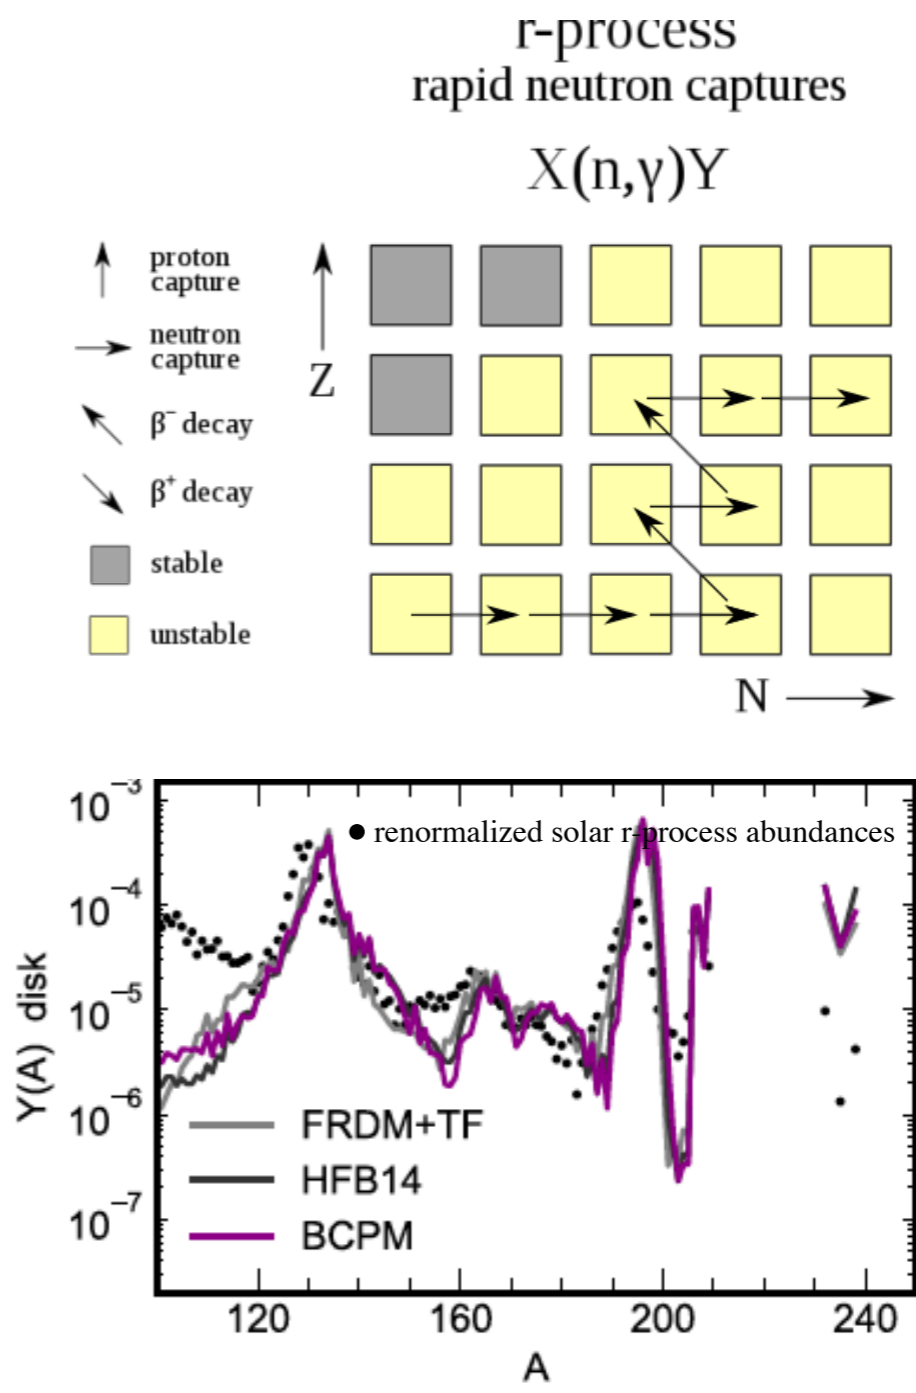 r-process
rapid neutron captures
X(n,γ)Y
proton
capture
neutron
capture
β⁻ decay
β⁺ decay
stable
unstable
Z
N
10⁻³
10⁻⁴
10⁻⁵
10⁻⁶
10⁻⁷
Y(A) disk
● renormalized solar r-process abundances
FRDM+TF
HFB14
BCPM
120 160 200 240
A